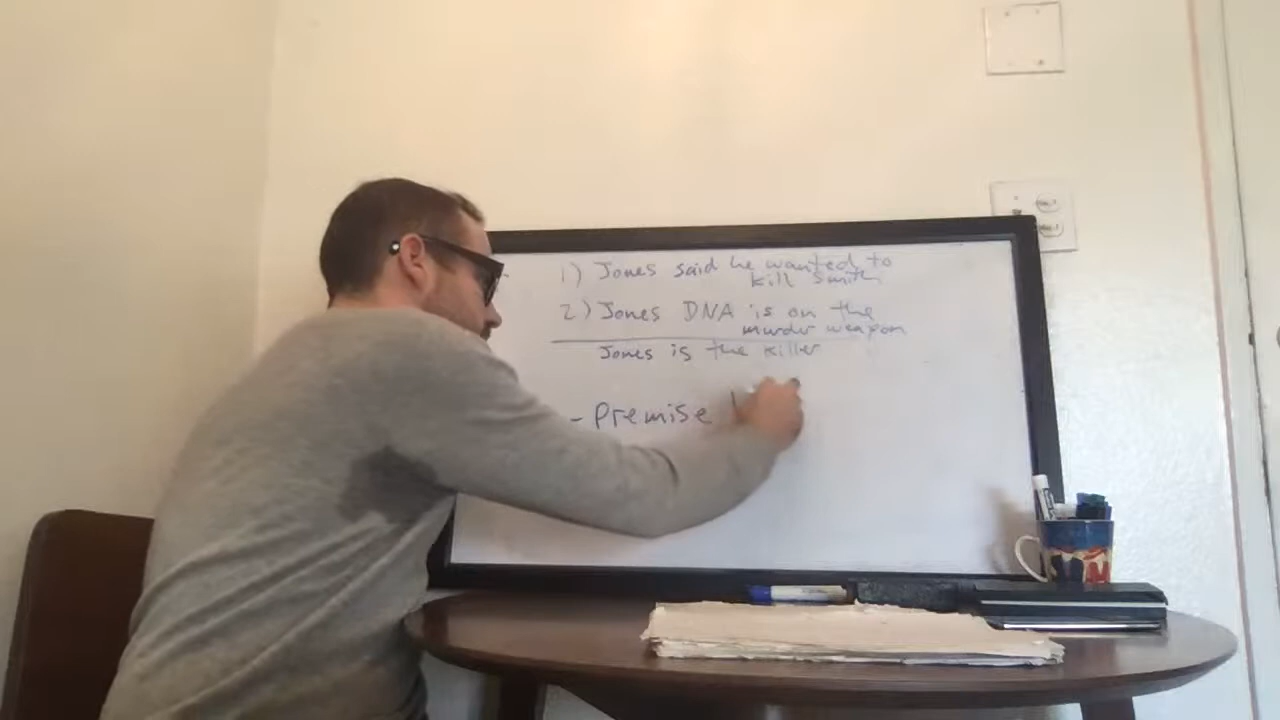 1) Jones said he wanted to
kill Smith
2) Jones DNA is on the
murder weapon
Jones is the killer
- Premise